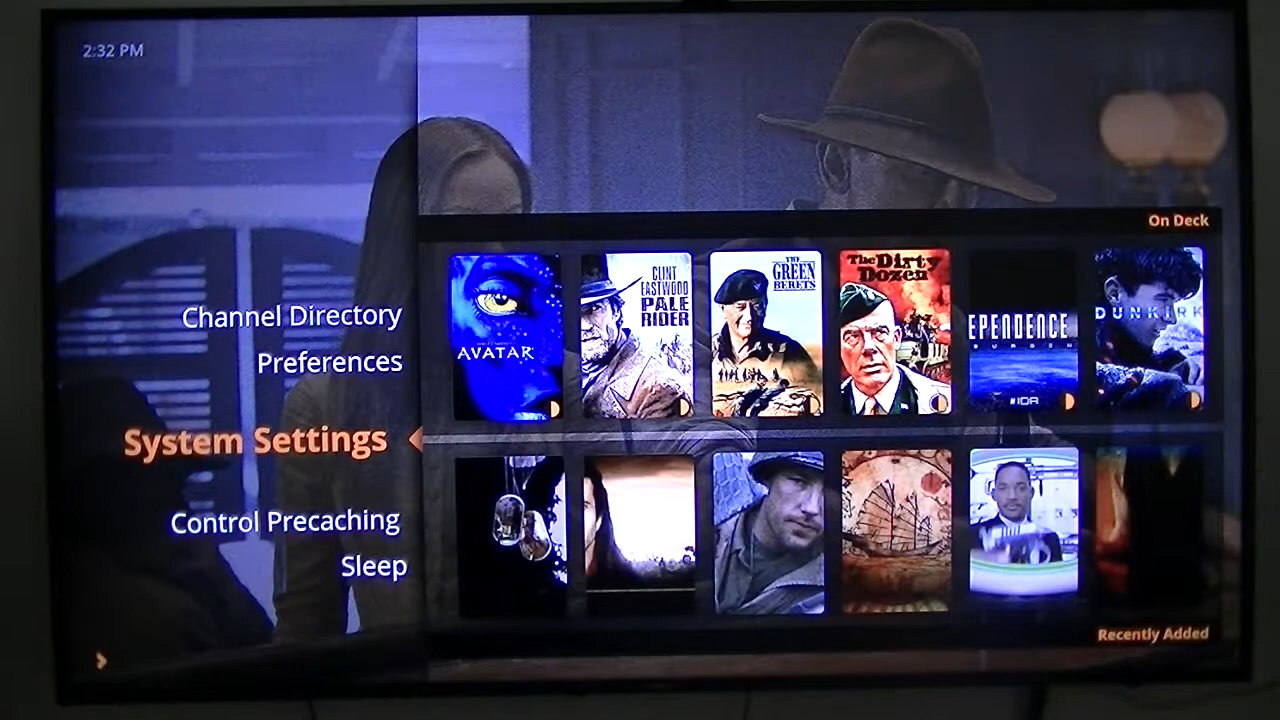 2:32 PM
On Deck
AVATAR
CLINT
EASTWOOD
PALE
RIDER
THE
GREEN
BERETS
The Dirty
Dozen
EPENDENCE
#IDR
DUNKIRK
Channel Directory
Preferences
System Settings
Control Precaching
Sleep
Recently Added